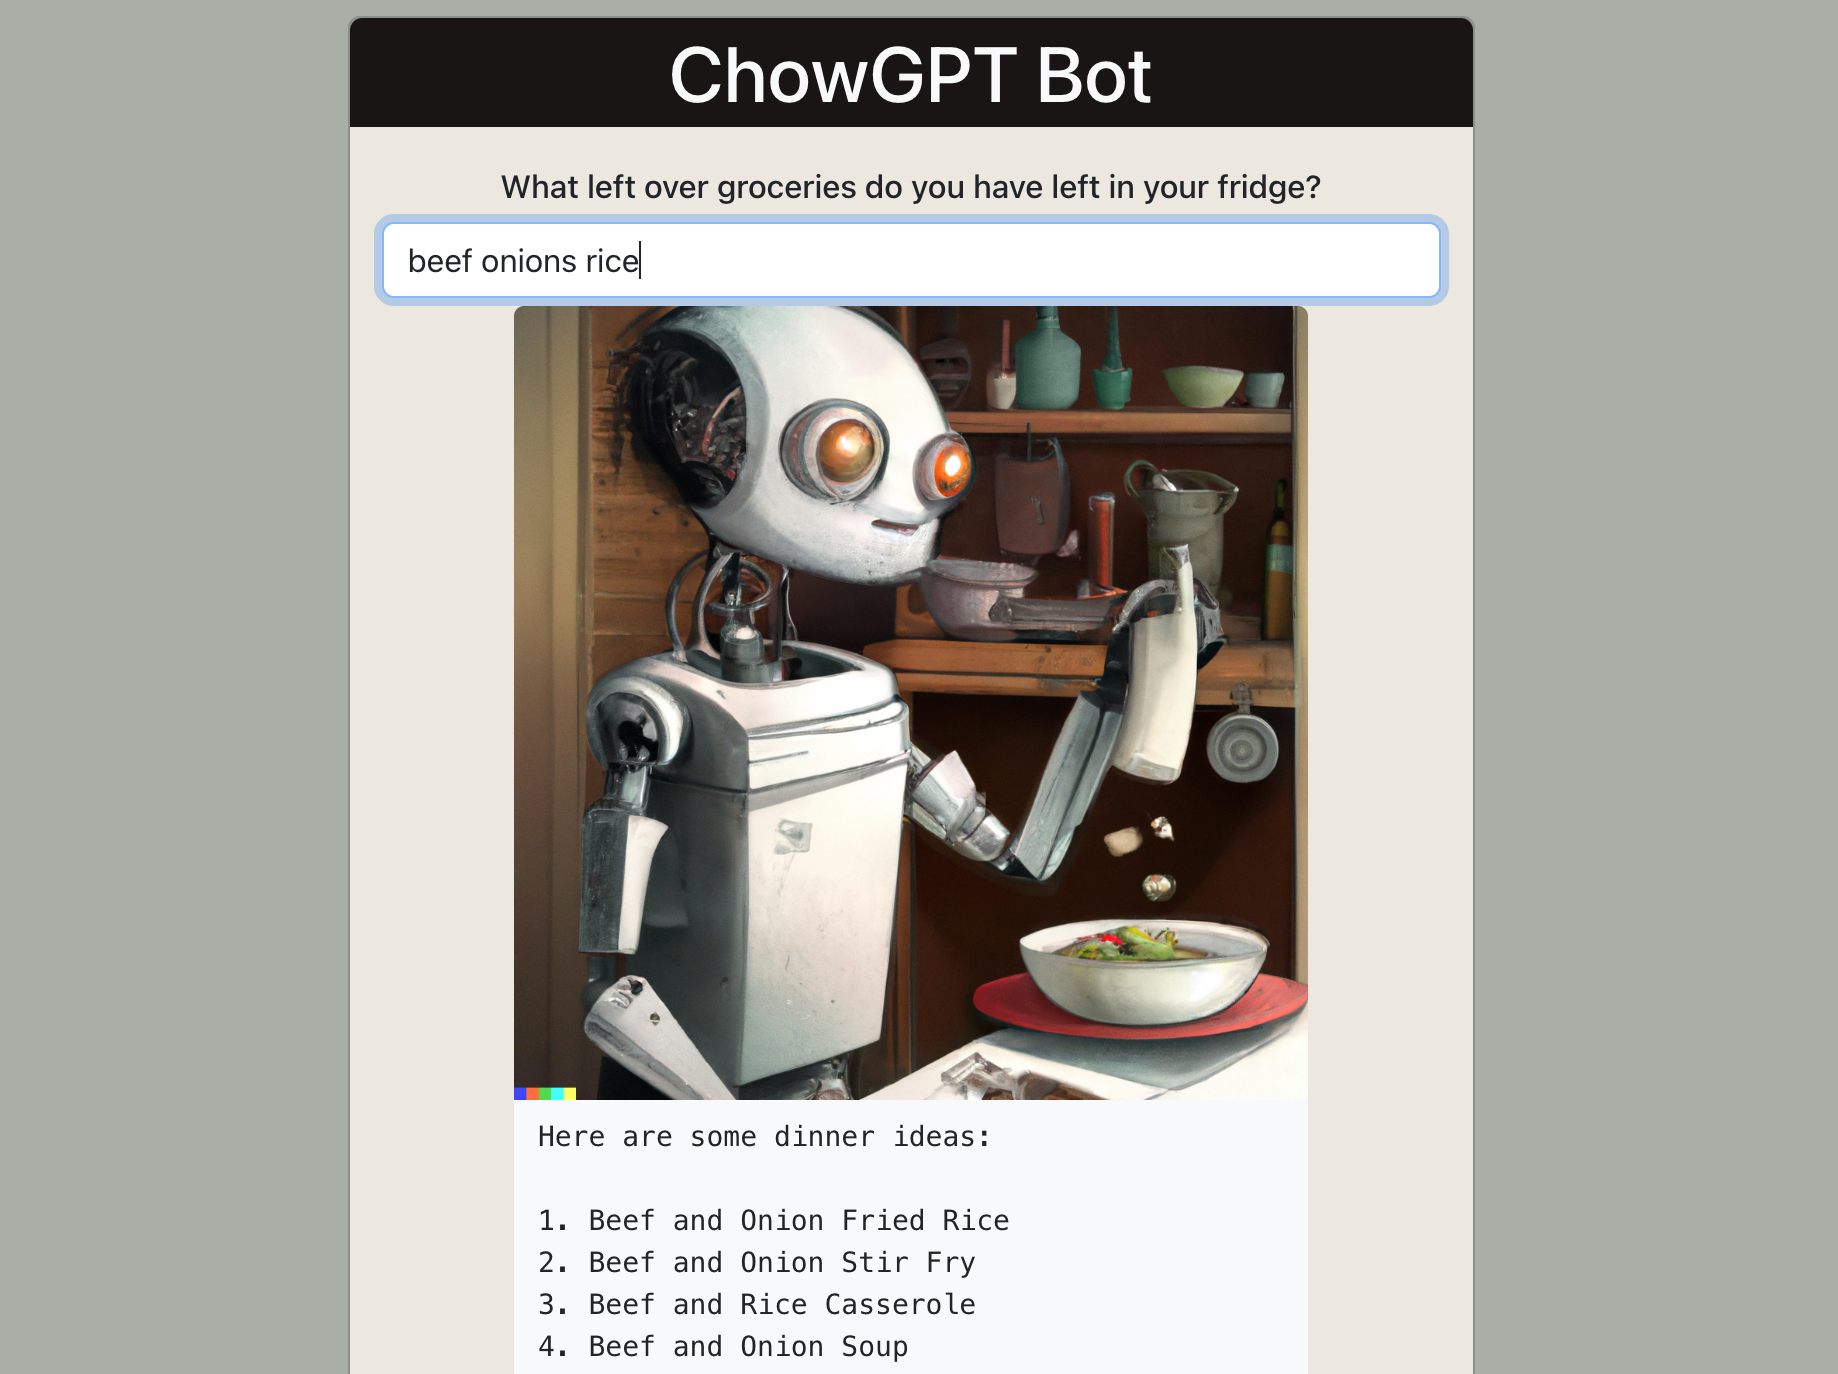 ChowGPT Bot
What left over groceries do you have left in your fridge?
beef onions rice
Here are some dinner ideas:
1. Beef and Onion Fried Rice
2. Beef and Onion Stir Fry
3. Beef and Rice Casserole
4. Beef and Onion Soup